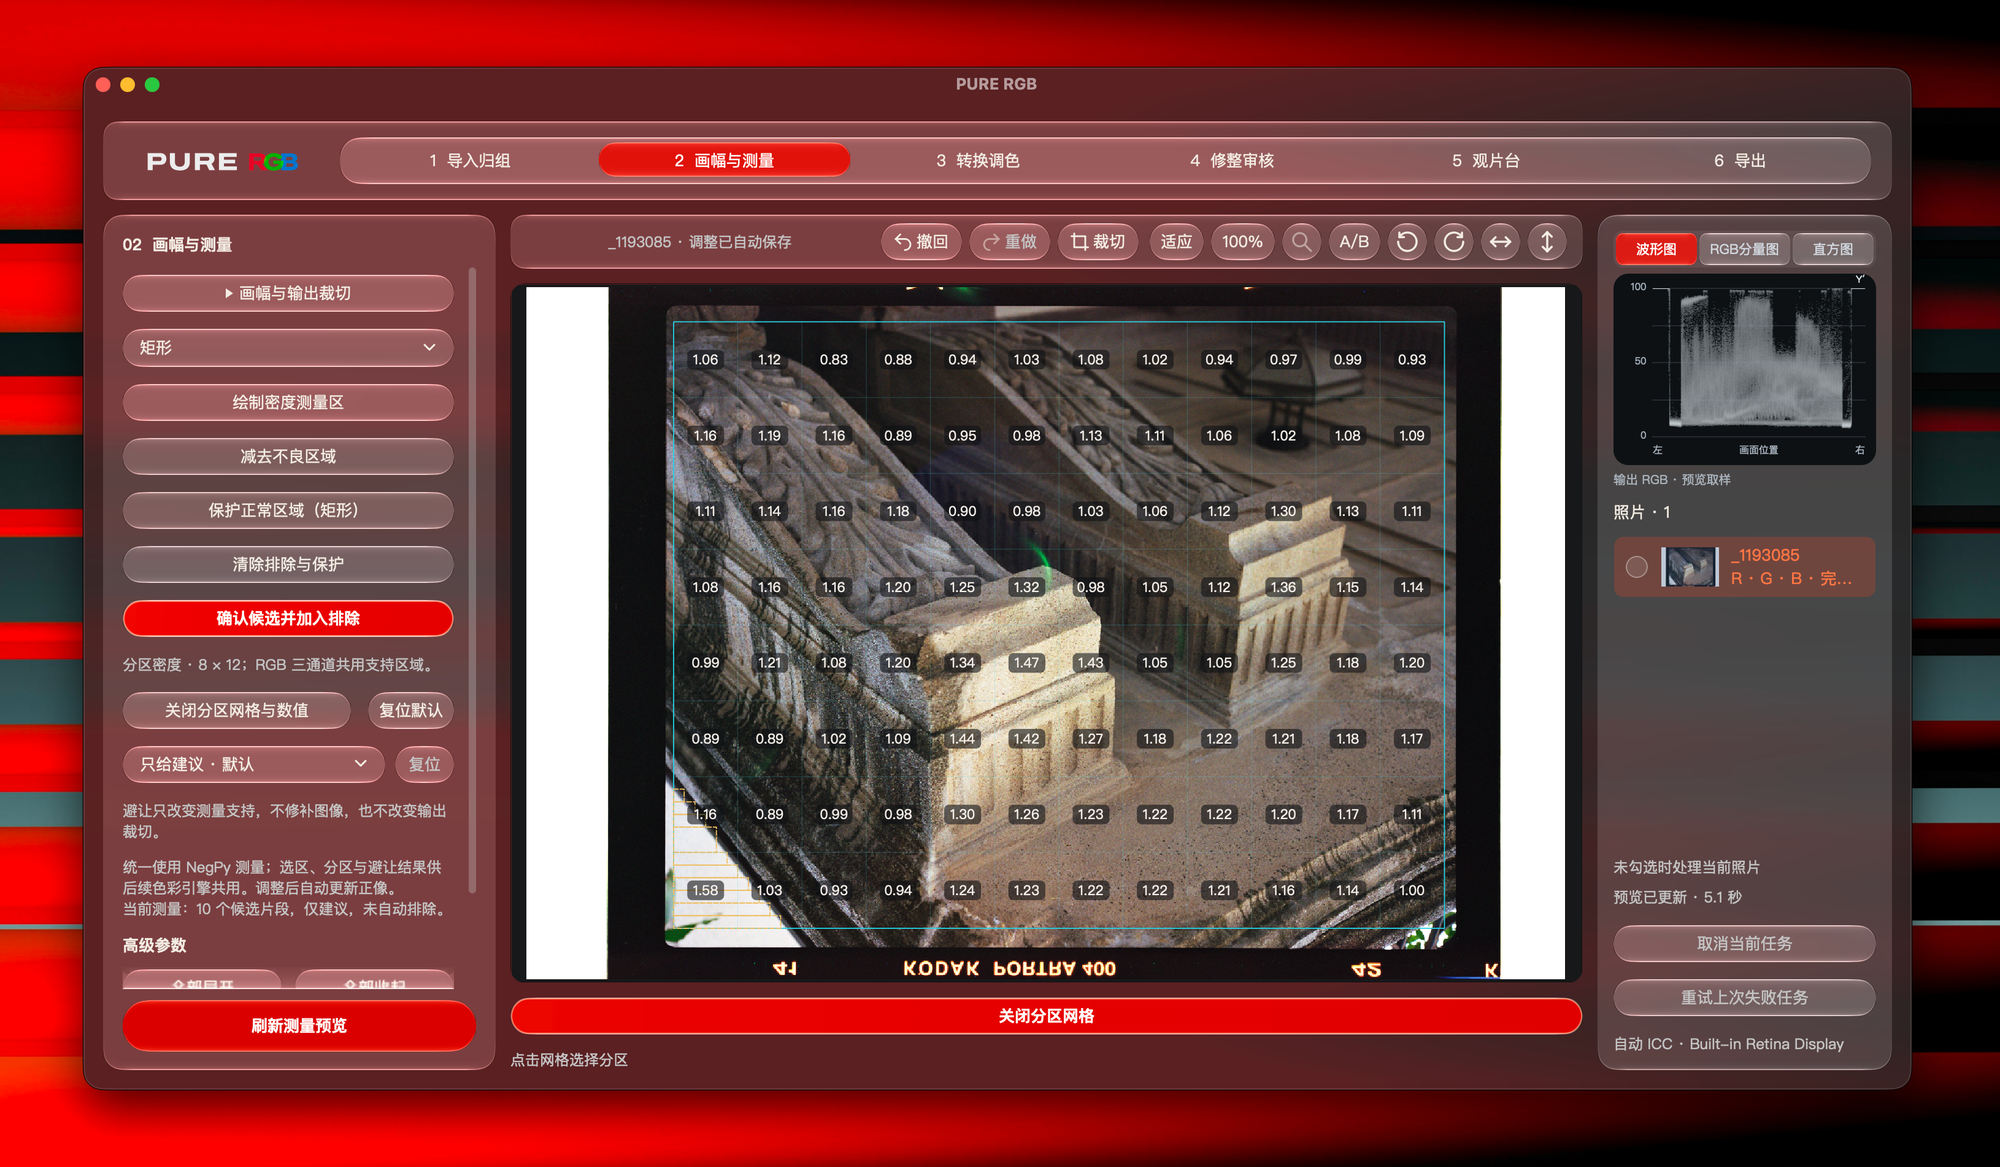 PURE RGB
PURE RGB
1 导入归组
2 画幅与测量
3 转换调色
4 修整审核
5 观片台
6 导出
02 画幅与测量
画幅与输出裁切
矩形
绘制密度测量区
减去不良区域
保护正常区域（矩形）
清除排除与保护
确认候选并加入排除
分区密度 · 8 × 12；RGB 三通道共用支持区域。
关闭分区网格与数值
复位默认
只给建议 · 默认
复位
避让只改变测量支持，不修补图像，也不改变输出
裁切。
统一使用 NegPy 测量；选区、分区与避让结果供
后续色彩引擎共用。调整后自动更新正像。
当前测量：10 个候选片段，仅建议，未自动排除。
高级参数
全部展开
全部收起
刷新测量预览
_1193085 · 调整已自动保存
撤回
重做
裁切
适应
100%
A/B
1.06 1.12 0.83 0.88 0.94 1.03 1.08 1.02 0.94 0.97 0.99 0.93
1.16 1.19 1.16 0.89 0.95 0.98 1.13 1.11 1.06 1.02 1.08 1.09
1.11 1.14 1.16 1.18 0.90 0.98 1.03 1.06 1.12 1.30 1.13 1.11
1.08 1.16 1.16 1.20 1.25 1.32 0.98 1.05 1.12 1.36 1.15 1.14
0.99 1.21 1.08 1.20 1.34 1.47 1.43 1.05 1.05 1.25 1.18 1.20
0.89 0.89 1.02 1.09 1.44 1.42 1.27 1.18 1.22 1.21 1.18 1.17
1.16 0.89 0.99 0.98 1.30 1.26 1.23 1.22 1.22 1.20 1.17 1.11
1.58 1.03 0.93 0.94 1.24 1.23 1.22 1.22 1.21 1.16 1.14 1.00
41 KODAK PORTRA 400 42 K
关闭分区网格
点击网格选择分区
波形图
RGB分量图
直方图
Y'
100
50
0
左
画面位置
右
输出 RGB · 预览取样
照片 · 1
_1193085
R · G · B · 完...
未勾选时处理当前照片
预览已更新 · 5.1 秒
取消当前任务
重试上次失败任务
自动 ICC · Built-in Retina Display